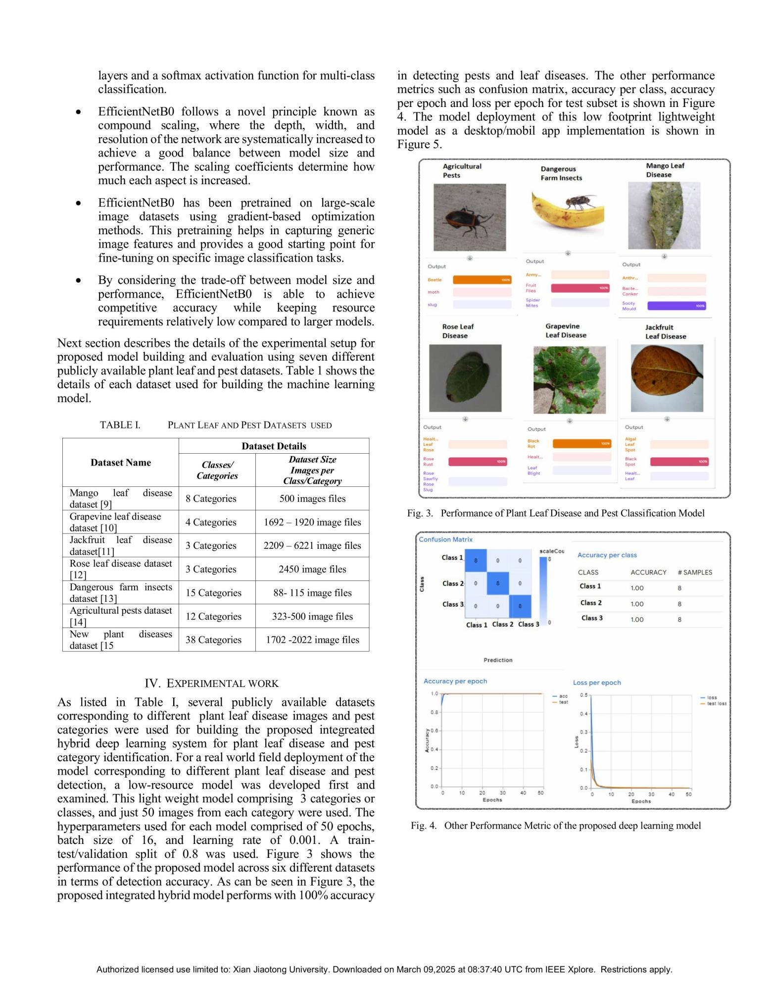 layers and a softmax activation function for multi-class
classification.
• EfficientNetB0 follows a novel principle known as
compound scaling, where the depth, width, and
resolution of the network are systematically increased to
achieve a good balance between model size and
performance. The scaling coefficients determine how
much each aspect is increased.
• EfficientNetB0 has been pretrained on large-scale
image datasets using gradient-based optimization
methods. This pretraining helps in capturing generic
image features and provides a good starting point for
fine-tuning on specific image classification tasks.
• By considering the trade-off between model size and
performance, EfficientNetB0 is able to achieve
competitive accuracy while keeping resource
requirements relatively low compared to larger models.
Next section describes the details of the experimental setup for
proposed model building and evaluation using seven different
publicly available plant leaf and pest datasets. Table 1 shows the
details of each dataset used for building the machine learning
model.
TABLE I. PLANT LEAF AND PEST DATASETS USED
Dataset Name
Dataset Details
Classes/
Categories
Dataset Size
Images per
Class/Category
Mango leaf disease
dataset [9]
8 Categories
500 images files
Grapevine leaf disease
dataset [10]
4 Categories
1692 – 1920 image files
Jackfruit leaf disease
dataset[11]
3 Categories
2209 – 6221 image files
Rose leaf disease dataset
[12]
3 Categories
2450 image files
Dangerous farm insects
dataset [13]
15 Categories
88- 115 image files
Agricultural pests dataset
[14]
12 Categories
323-500 image files
New plant diseases
dataset [15
38 Categories
1702 -2022 image files
IV. EXPERIMENTAL WORK
As listed in Table I, several publicly available datasets
corresponding to different plant leaf disease images and pest
categories were used for building the proposed integreated
hybrid deep learning system for plant leaf disease and pest
category identification. For a real world field deployment of the
model corresponding to different plant leaf disease and pest
detection, a low-resource model was developed first and
examined. This light weight model comprising 3 categories or
classes, and just 50 images from each category were used. The
hyperparameters used for each model comprised of 50 epochs,
batch size of 16, and learning rate of 0.001. A train-
test/validation split of 0.8 was used. Figure 3 shows the
performance of the proposed model across six different datasets
in terms of detection accuracy. As can be seen in Figure 3, the
proposed integrated hybrid model performs with 100% accuracy
in detecting pests and leaf diseases. The other performance
metrics such as confusion matrix, accuracy per class, accuracy
per epoch and loss per epoch for test subset is shown in Figure
4. The model deployment of this low footprint lightweight
model as a desktop/mobil app implementation is shown in
Figure 5.
Agricultural
Pests
Output
Beetle 100%
moth
slug
Dangerous
Farm Insects
Output
Army...
Fruit
Flies 100%
Spider
Mites
Mango Leaf
Disease
Output
Anthr...
Bacte...
Canker
Sooty
Mould 100%
Rose Leaf
Disease
Output
Healt...
Leaf
Rose
Rose
Rust 100%
Rose
Sawfly
Rose
Slug
Grapevine
Leaf Disease
Output
Black
Rot 100%
Healt...
Leaf
Blight
Jackfruit
Leaf Disease
Output
Algal
Leaf
Spot
Black
Spot 100%
Healt...
Leaf
Fig. 3. Performance of Plant Leaf Disease and Pest Classification Model
Confusion Matrix
Class
Class 1 8 0 0
Class 2 0 8 0
Class 3 0 0 8
Class 1 Class 2 Class 3
Prediction
scaleCou
8
0
Accuracy per class
CLASS ACCURACY # SAMPLES
Class 1 1.00 8
Class 2 1.00 8
Class 3 1.00 8
Accuracy per epoch
Accuracy
1.0
0.8
0.6
0.4
0.2
0.0
0 10 20 30 40 50
Epochs
acc
test
Loss per epoch
Loss
0.5
0.4
0.3
0.2
0.1
0.0
0 10 20 30 40 50
Epochs
loss
test loss
Fig. 4. Other Performance Metric of the proposed deep learning model
Authorized licensed use limited to: Xian Jiaotong University. Downloaded on March 09,2025 at 08:37:40 UTC from IEEE Xplore. Restrictions apply.